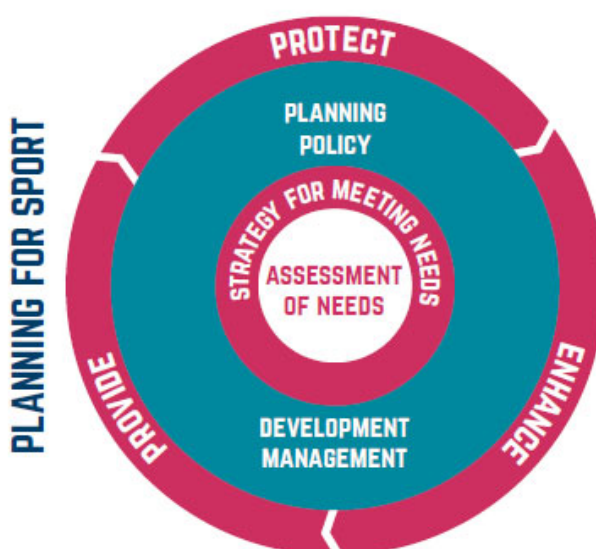 PLANNING FOR SPORT
PROTECT
PLANNING
POLICY
STRATEGY FOR MEETING NEEDS
ASSESSMENT
OF NEEDS
DEVELOPMENT
MANAGEMENT
PROVIDE
ENHANCE